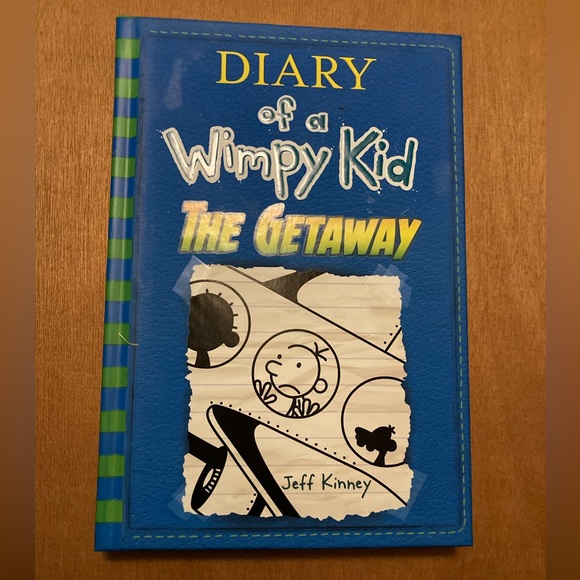 DIARY
of a
Wimpy Kid
THE GETAWAY
Jeff Kinney